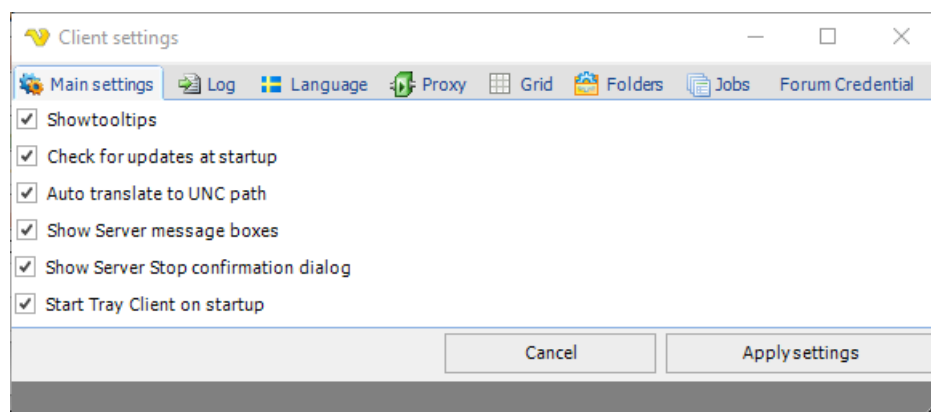 Client settings
Main settings Log Language Proxy Grid Folders Jobs Forum Credential
Showtooltips
Check for updates at startup
Auto translate to UNC path
Show Server message boxes
Show Server Stop confirmation dialog
Start Tray Client on startup
Cancel Apply settings